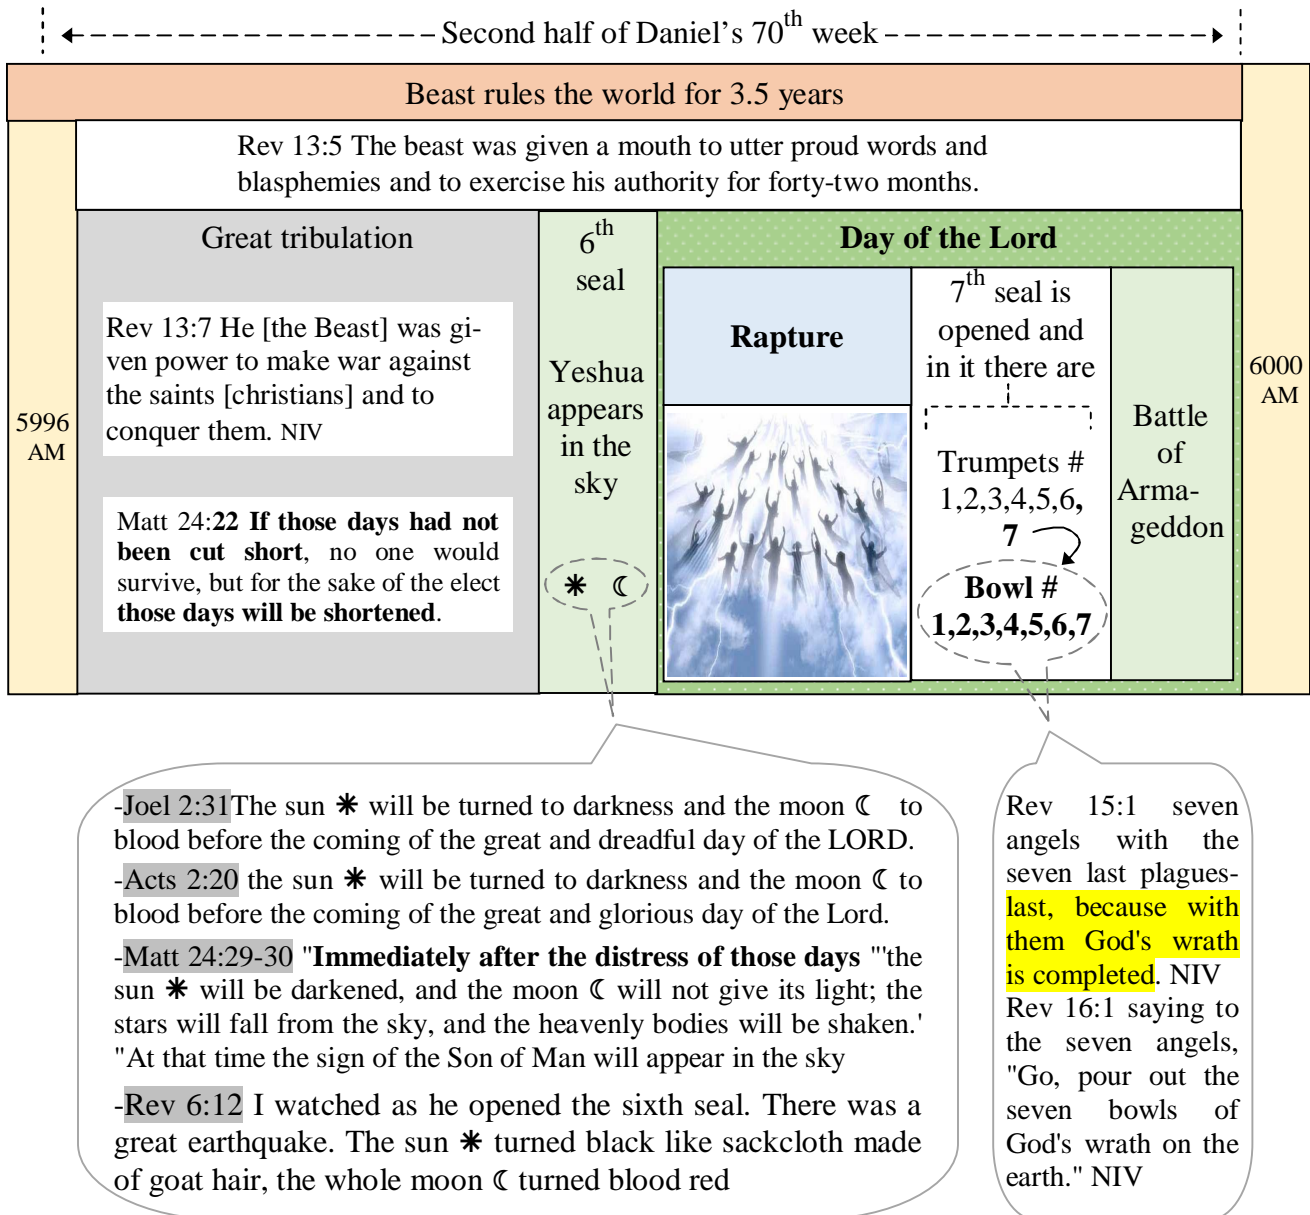 Second half of Daniel's 70th week
Beast rules the world for 3.5 years
Rev 13:5 The beast was given a mouth to utter proud words and
blasphemies and to exercise his authority for forty-two months.
5996
AM
Great tribulation
Rev 13:7 He [the Beast] was gi-
ven power to make war against
the saints [christians] and to
conquer them. NIV
Matt 24:22 If those days had not
been cut short, no one would
survive, but for the sake of the elect
those days will be shortened.
6th
seal
Yeshua
appears
in the
sky
Day of the Lord
Rapture
7th seal is
opened and
in it there are
Trumpets #
1,2,3,4,5,6,
7
Bowl #
1,2,3,4,5,6,7
Battle
of
Arma-
geddon
6000
AM
-Joel 2:31The sun ☀ will be turned to darkness and the moon ☾ to
blood before the coming of the great and dreadful day of the LORD.
-Acts 2:20 the sun ☀ will be turned to darkness and the moon ☾ to
blood before the coming of the great and glorious day of the Lord.
-Matt 24:29-30 "Immediately after the distress of those days "'the
sun ☀ will be darkened, and the moon ☾ will not give its light; the
stars will fall from the sky, and the heavenly bodies will be shaken.'
"At that time the sign of the Son of Man will appear in the sky
-Rev 6:12 I watched as he opened the sixth seal. There was a
great earthquake. The sun ☀ turned black like sackcloth made
of goat hair, the whole moon ☾ turned blood red
Rev 15:1 seven
angels with the
seven last plagues-
last, because with
them God's wrath
is completed. NIV
Rev 16:1 saying to
the seven angels,
"Go, pour out the
seven bowls of
God's wrath on the
earth." NIV